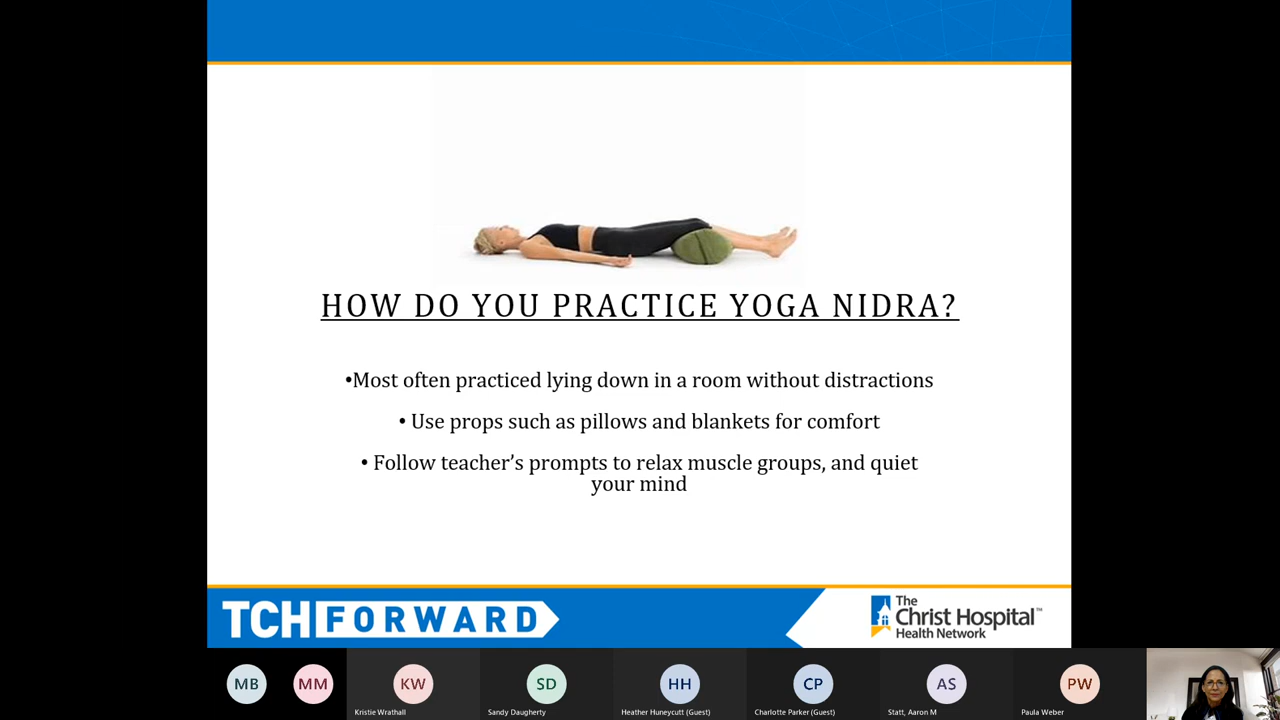 HOW DO YOU PRACTICE YOGA NIDRA?
•Most often practiced lying down in a room without distractions
• Use props such as pillows and blankets for comfort
• Follow teacher's prompts to relax muscle groups, and quiet
your mind
TCH FORWARD
The
Christ Hospital™
Health Network
MB
MM
KW
SD
HH
CP
AS
PW
Kristie Wrathall
Sandy Daugherty
Heather Huneycutt (Guest)
Charlotte Parker (Guest)
Statt, Aaron M
Paula Weber